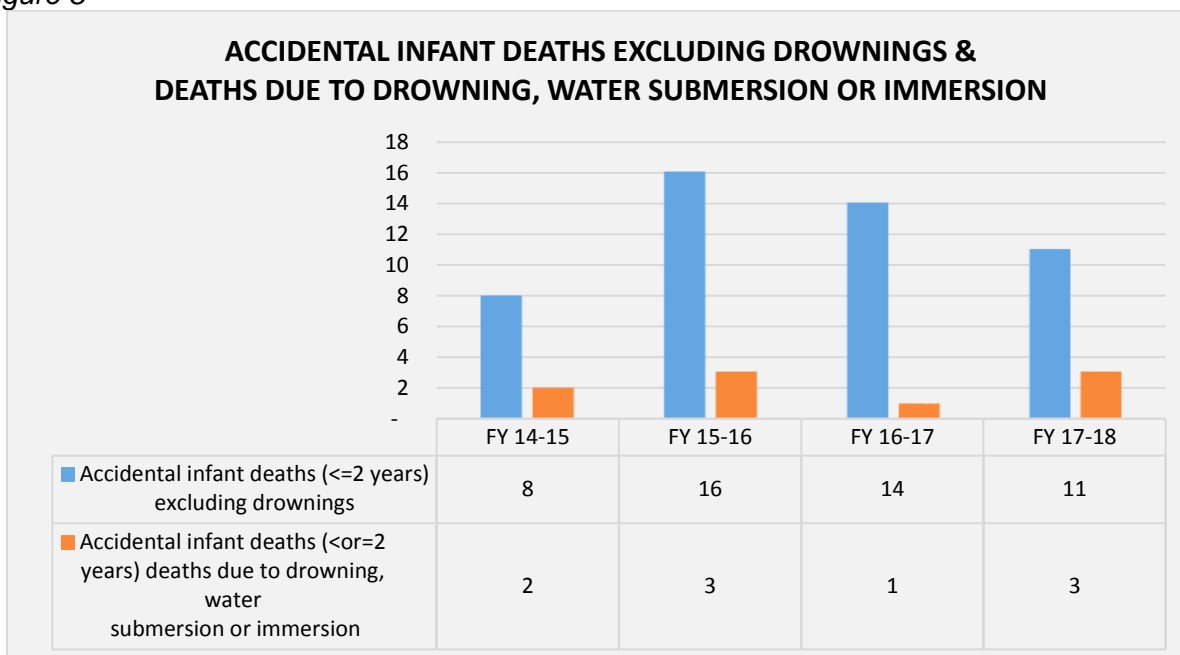 ACCIDENTAL INFANT DEATHS EXCLUDING DROWNINGS &
DEATHS DUE TO DROWNING, WATER SUBMERSION OR IMMERSION
18
16
14
12
10
8
6
4
2
-
FY 14-15 FY 15-16 FY 16-17 FY 17-18
Accidental infant deaths (<=2 years)
excluding drownings
8 16 14 11
Accidental infant deaths (<or=2
years) deaths due to drowning,
water
submersion or immersion
2 3 1 3